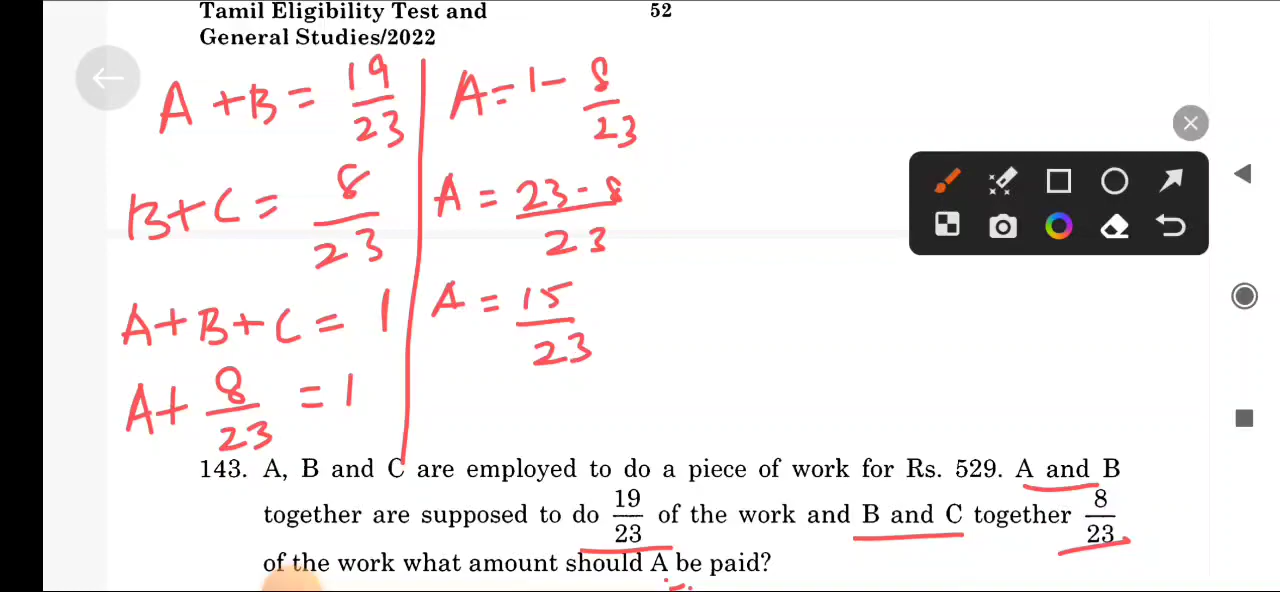 Tamil Eligibility Test and 52
General Studies/2022
A + B = 19/23
B + C = 8/23
A + B + C = 1
A + 8/23 = 1
A = 1 - 8/23
A = 23 - 8/23
A = 15/23
143. A, B and C are employed to do a piece of work for Rs. 529. A and B
together are supposed to do 19/23 of the work and B and C together 8/23
of the work what amount should A be paid?